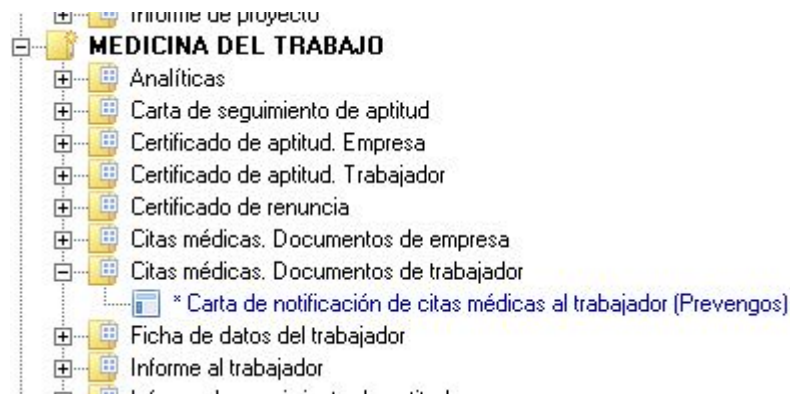 Informe de proyecto
MEDICINA DEL TRABAJO
Analíticas
Carta de seguimiento de aptitud
Certificado de aptitud. Empresa
Certificado de aptitud. Trabajador
Certificado de renuncia
Citas médicas. Documentos de empresa
Citas médicas. Documentos de trabajador
* Carta de notificación de citas médicas al trabajador (Prevengos)
Ficha de datos del trabajador
Informe al trabajador